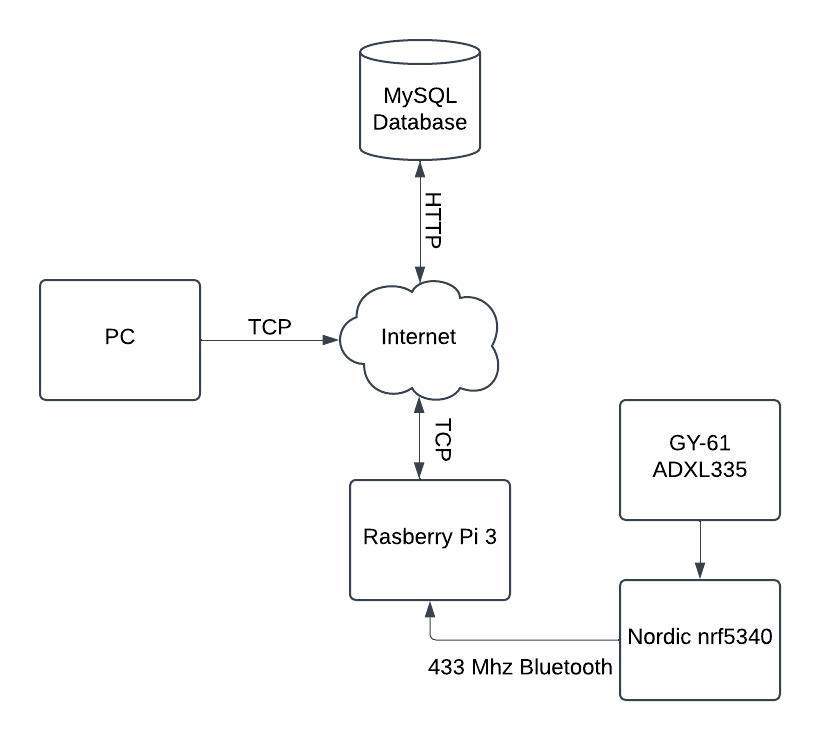 MySQL
Database
HTTP
PC
TCP
Internet
TCP
GY-61
ADXL335
Rasberry Pi 3
Nordic nrf5340
433 Mhz Bluetooth